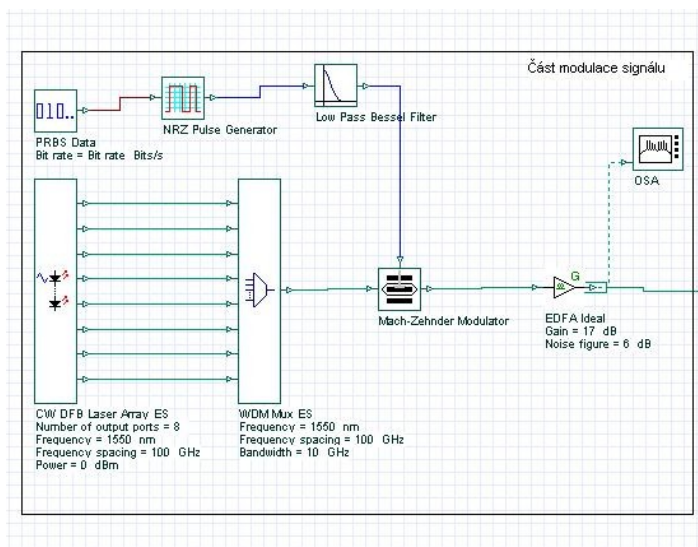 Část modulace signálu
010..
NRZ Pulse Generator
Low Pass Bessel Filter
PRBS Data
Bit rate = Bit rate Bits/s
OSA
G
Mach-Zehnder Modulator
EDFA Ideal
Gain = 17 dB
Noise figure = 6 dB
CW DFB Laser Array ES
Number of output ports = 8
Frequency = 1550 nm
Frequency spacing = 100 GHz
Power = 0 dBm
WDM Mux ES
Frequency = 1550 nm
Frequency spacing = 100 GHz
Bandwidth = 10 GHz